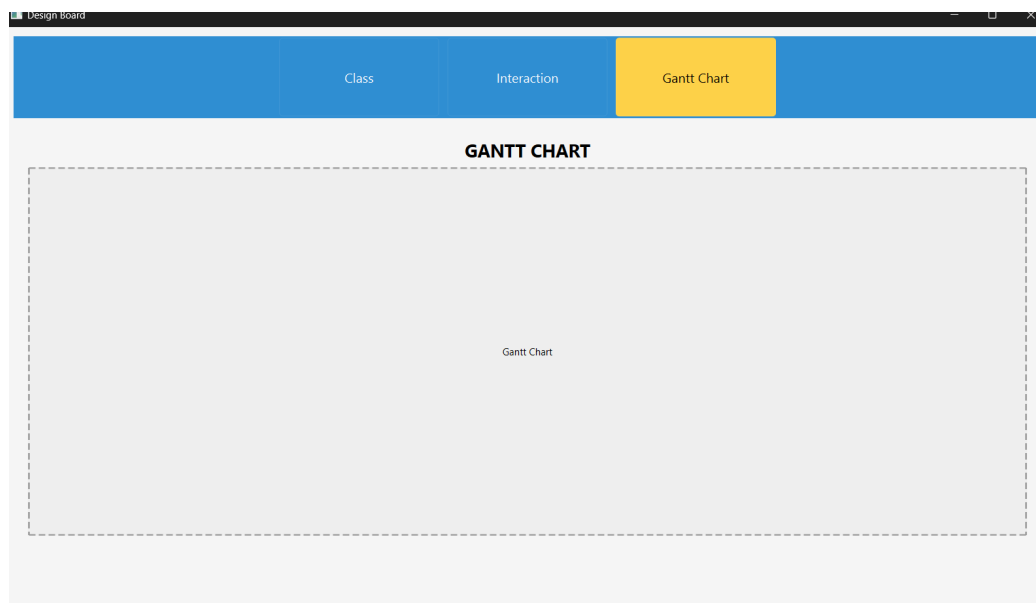 Design Board
Class Interaction Gantt Chart
GANTT CHART
Gantt Chart